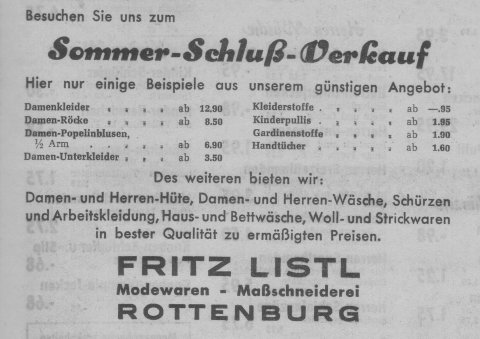 Besuchen Sie uns zum
Sommer-Schluß-Verkauf
Hier nur einige Beispiele aus unserem günstigen Angebot:
Damenkleider . . . . . ab 12.90
Damen-Röcke . . . . . ab 8.50
Damen-Popelinblusen,
½ Arm . . . . . ab 6.90
Damen-Unterkleider . . . ab 3.50
Kleiderstoffe . . . . . ab —.95
Kinderpullis . . . . . ab 1.95
Gardinenstoffe . . . . ab 1.90
Handtücher . . . . . ab 1.60
Des weiteren bieten wir:
Damen- und Herren-Hüte, Damen- und Herren-Wäsche, Schürzen
und Arbeitskleidung, Haus- und Bettwäsche, Woll- und Strickwaren
in bester Qualität zu ermäßigten Preisen.
FRITZ LISTL
Modewaren - Maßschneiderei
ROTTENBURG